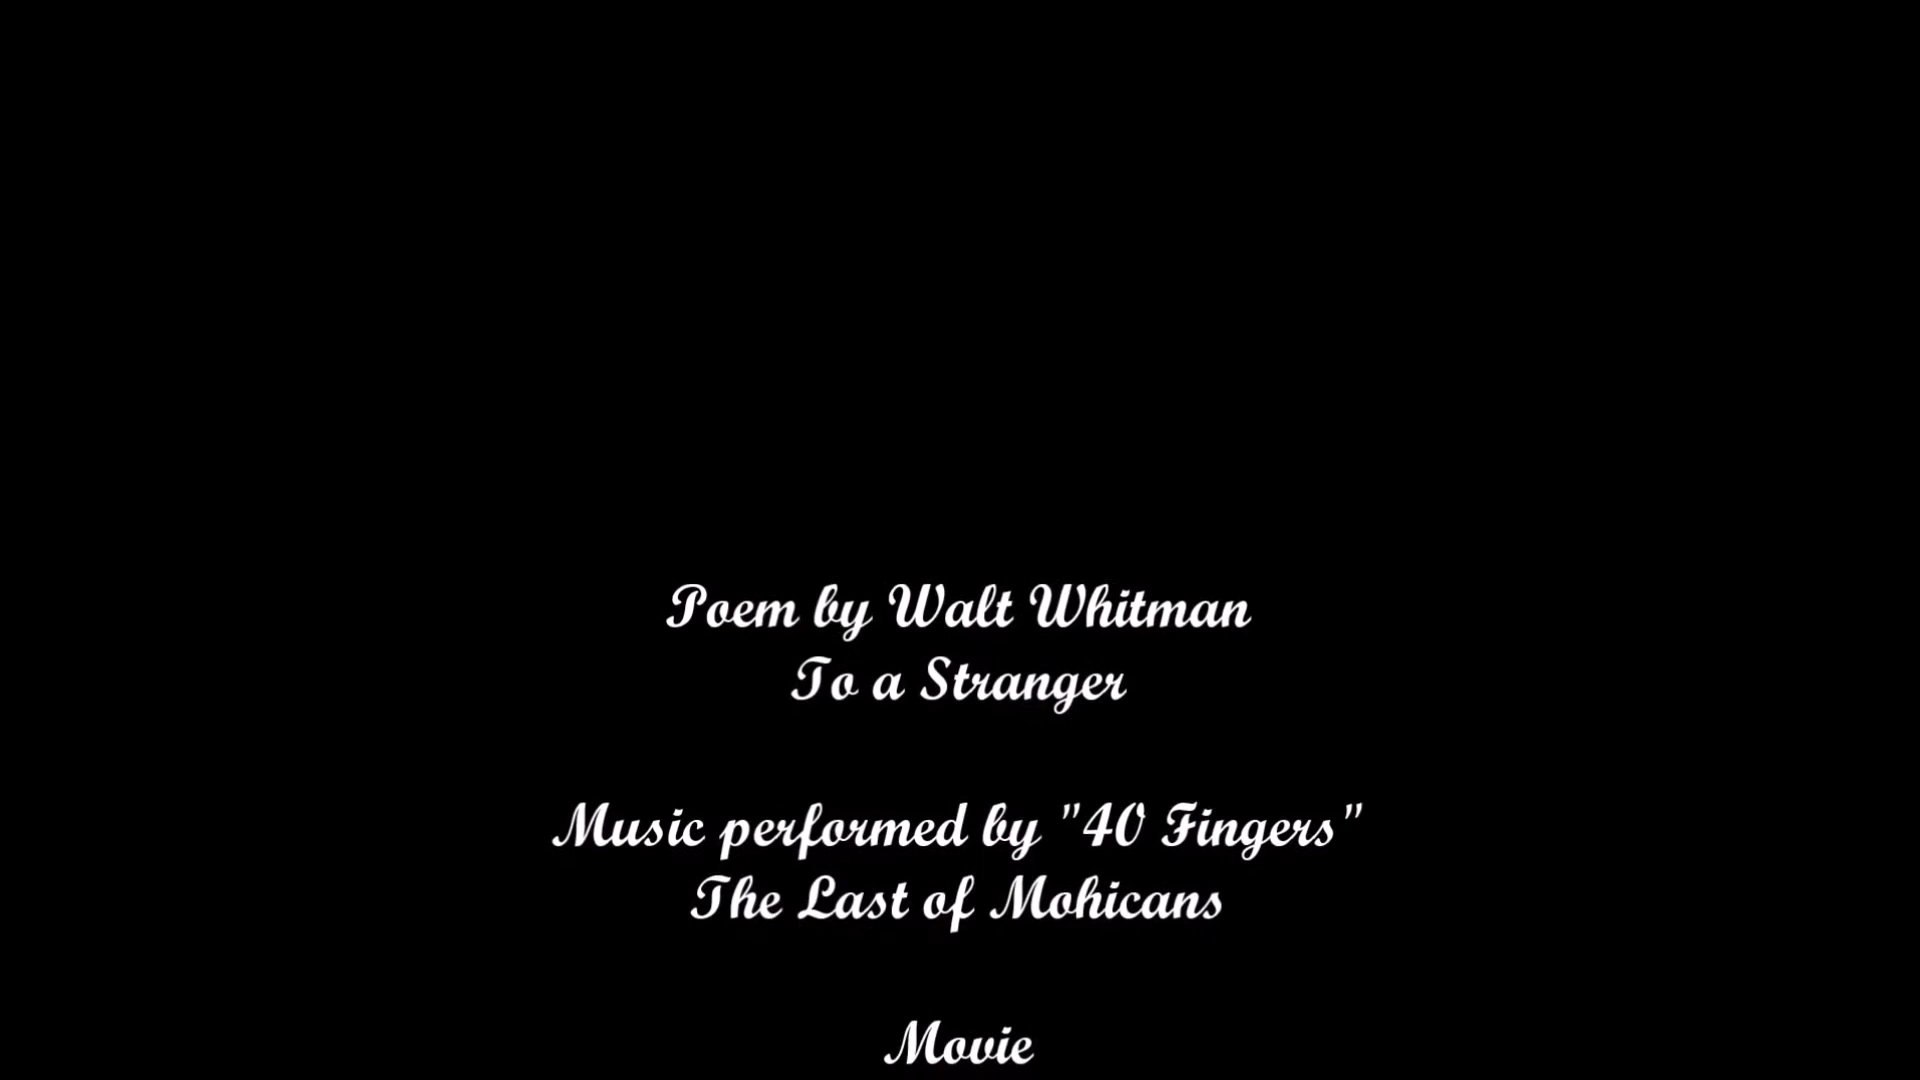 Poem by Walt Whitman
To a Stranger
Music performed by "40 Fingers"
The Last of Mohicans
Movie